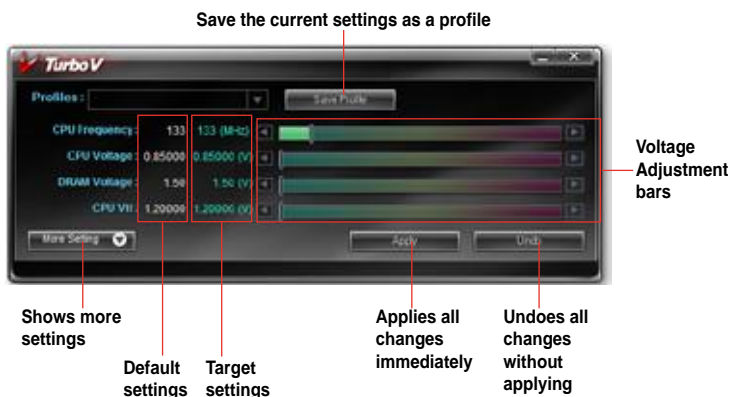 Save the current settings as a profile
TurboV
Profiles:
Save Profile
CPU Frequency: 133 133 (MHz)
CPU Voltage: 0.85000 0.85000 (V)
DRAM Voltage: 1.50 1.50 (V)
CPU Vtt: 1.20000 1.20000 (V)
Voltage
Adjustment
bars
More Setting
Apply
Undo
Shows more
settings
Default
settings
Target
settings
Applies all
changes
immediately
Undoes all
changes
without
applying